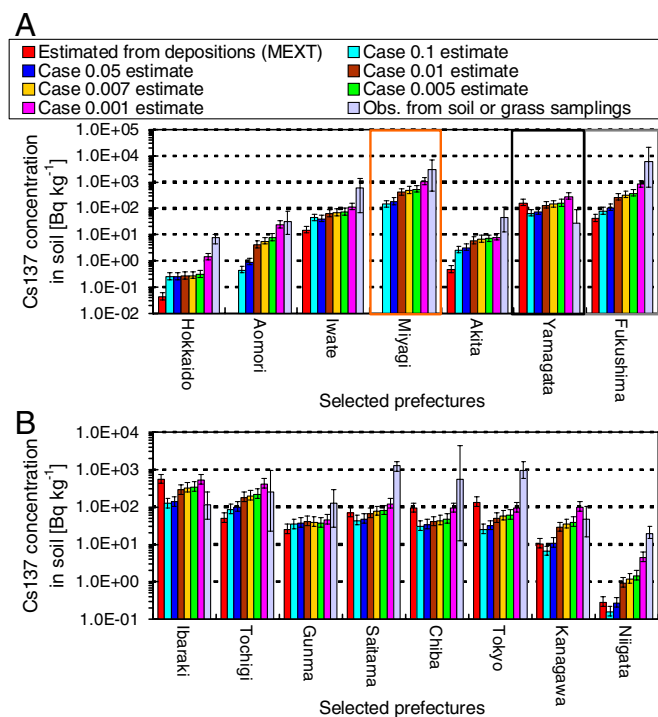 A
Estimated from depositions (MEXT) Case 0.1 estimate
Case 0.05 estimate Case 0.01 estimate
Case 0.007 estimate Case 0.005 estimate
Case 0.001 estimate Obs. from soil or grass samplings
Cs137 concentration
in soil [Bq kg-1]
1.0E+05
1.0E+04
1.0E+03
1.0E+02
1.0E+01
1.0E+00
1.0E-01
1.0E-02
Hokkaido
Aomori
Iwate
Miyagi
Akita
Yamagata
Fukushima
Selected prefectures
B
Cs137 concentration
in soil [Bq kg-1]
1.0E+04
1.0E+03
1.0E+02
1.0E+01
1.0E+00
1.0E-01
Ibaraki
Tochigi
Gunma
Saitama
Chiba
Tokyo
Kanagawa
Niigata
Selected prefectures